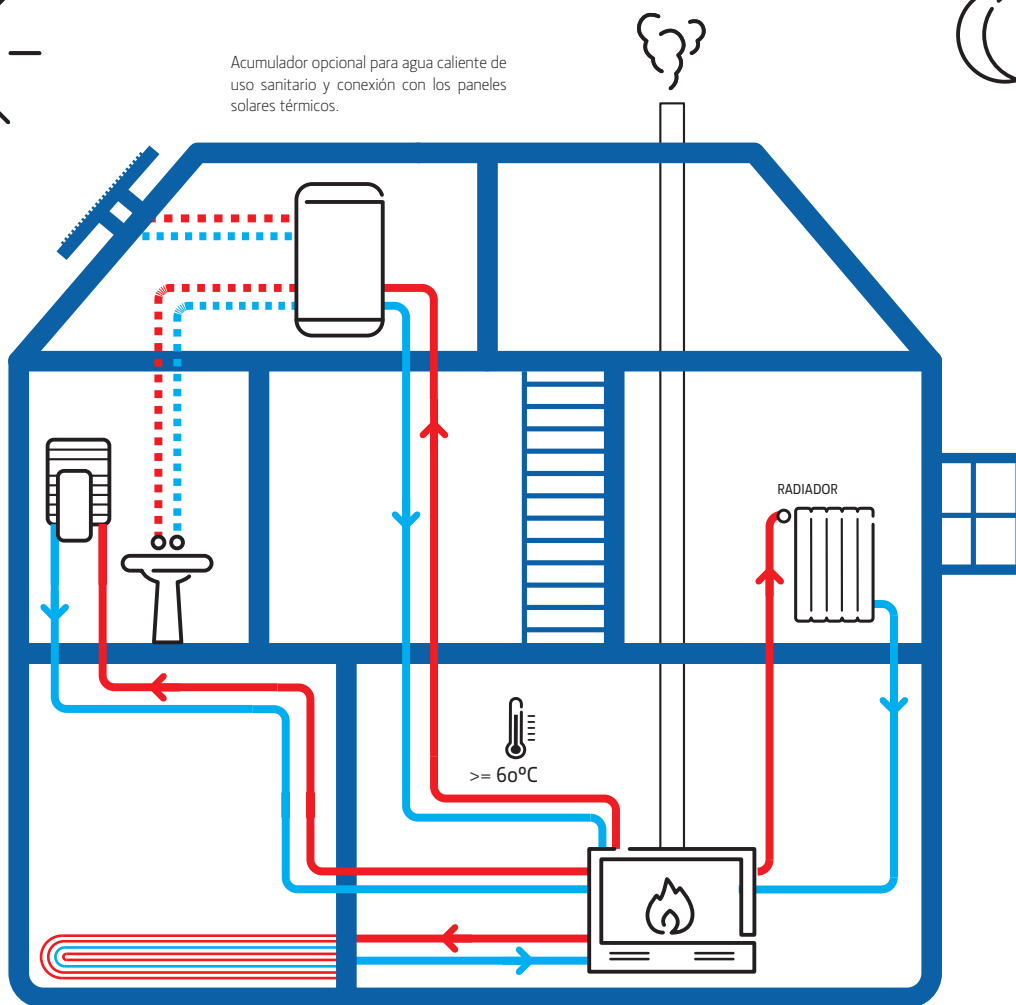 Acumulador opcional para agua caliente de
uso sanitario y conexión con los paneles
solares térmicos.
RADIADOR
>= 60ºC